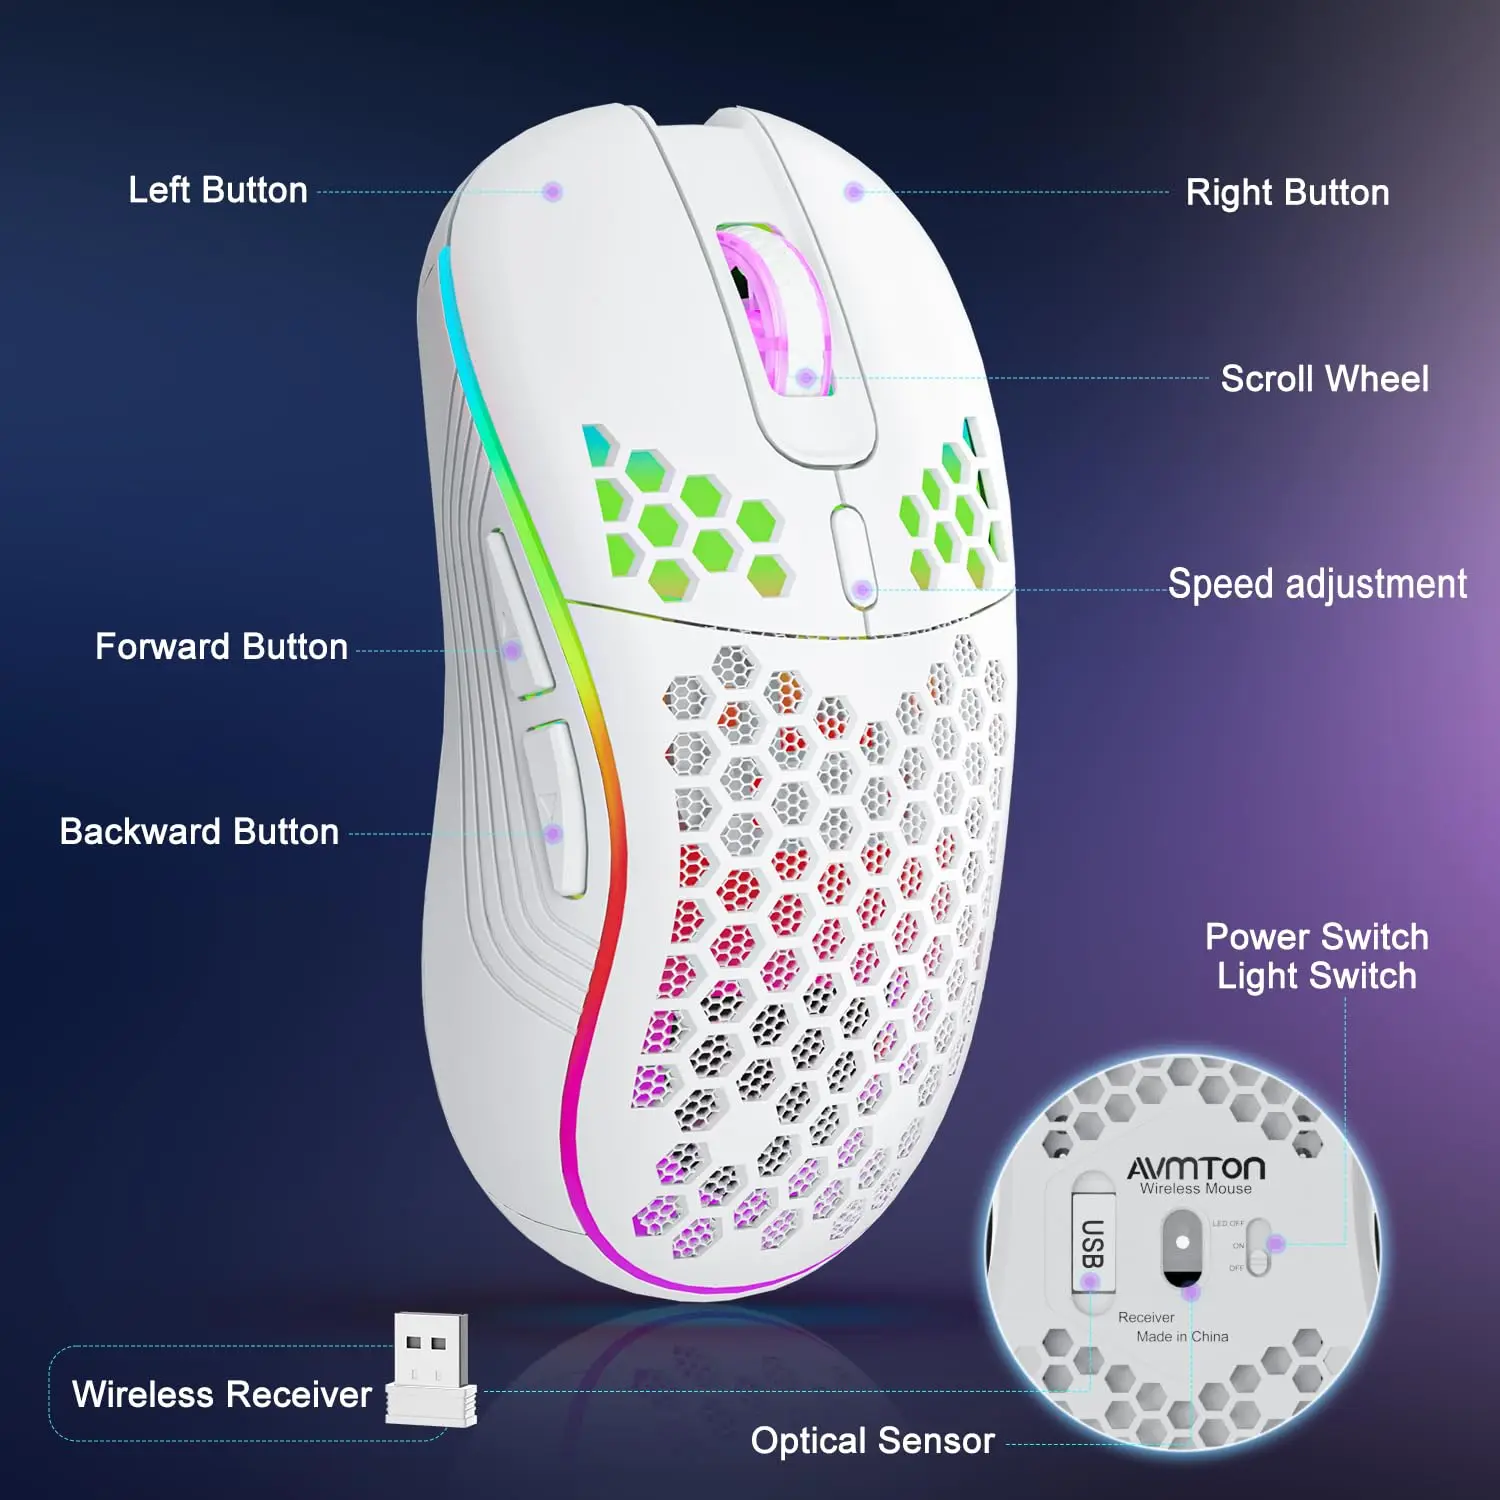 Left Button
Right Button
Scroll Wheel
Speed adjustment
Forward Button
Backward Button
Power Switch
Light Switch
AVMTON
Wireless Mouse
LED OFF
ON
OFF
USB
Receiver
Made in China
Wireless Receiver
Optical Sensor